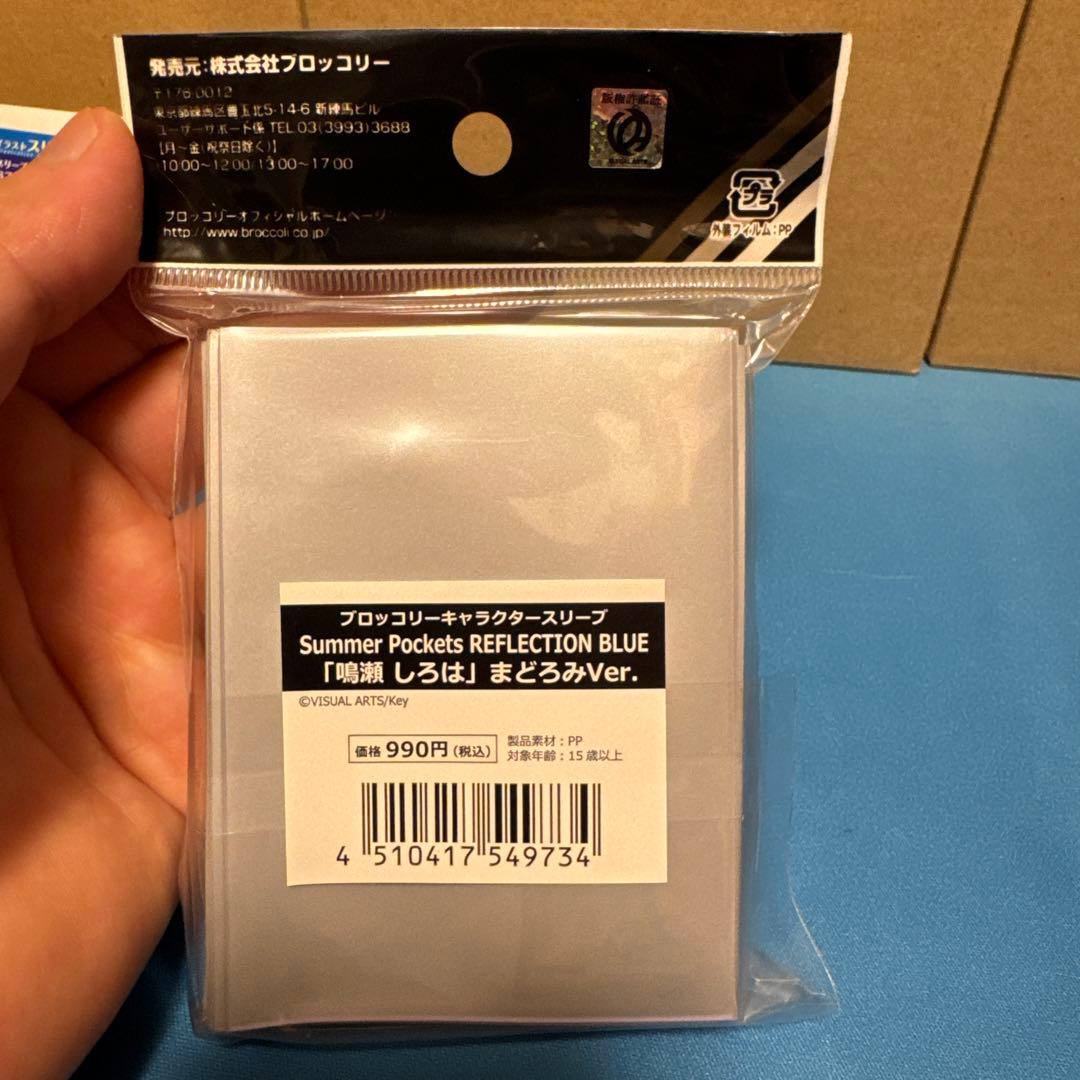 発売元:株式会社ブロッコリー
〒176-0012
東京都練馬区豊玉北5-14-6 新練馬ビル
ユーザーサポート係 TEL 03(3993)3688
【月～金(祝祭日除く)】
10:00～12:00/13:00～17:00
ブロッコリーオフィシャルホームページ
http://www.broccoli.co.jp/
版権許諾証
VISUAL ARTS
プラ
外装フィルム:PP
ブロッコリーキャラクタースリーブ
Summer Pockets REFLECTION BLUE
「鳴瀬 しろは」まどろみVer.
©VISUAL ARTS/Key
価格 990円(税込)
製品素材:PP
対象年齢:15歳以上
4 510417 549734